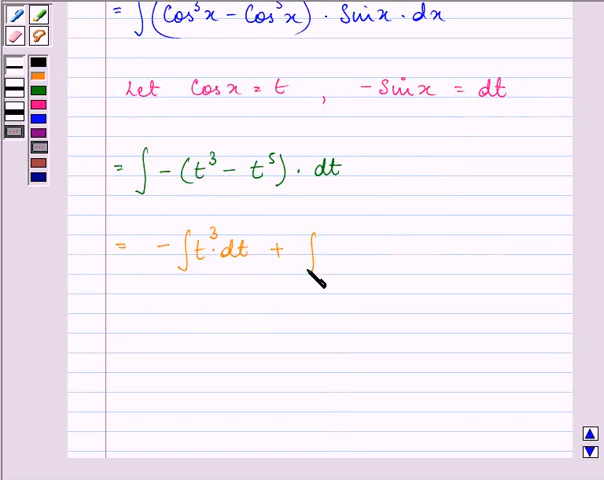 = ∫(Cos³x − Cos⁵x) · Sinx · dx
Let Cosx = t , −Sinx = dt
= ∫ −(t³ − t⁵) · dt
= −∫t³·dt + ∫